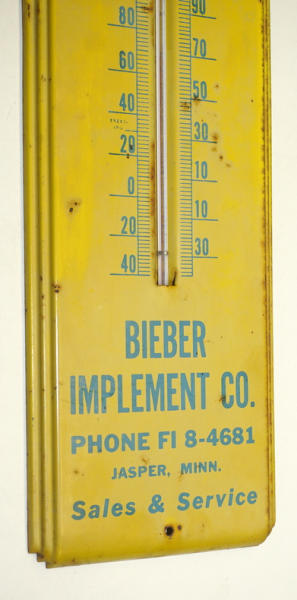 80
90
60
70
40
50
20
30
0
10
20
10
40
30
BIEBER
IMPLEMENT CO.
PHONE FI 8-4681
JASPER, MINN.
Sales & Service